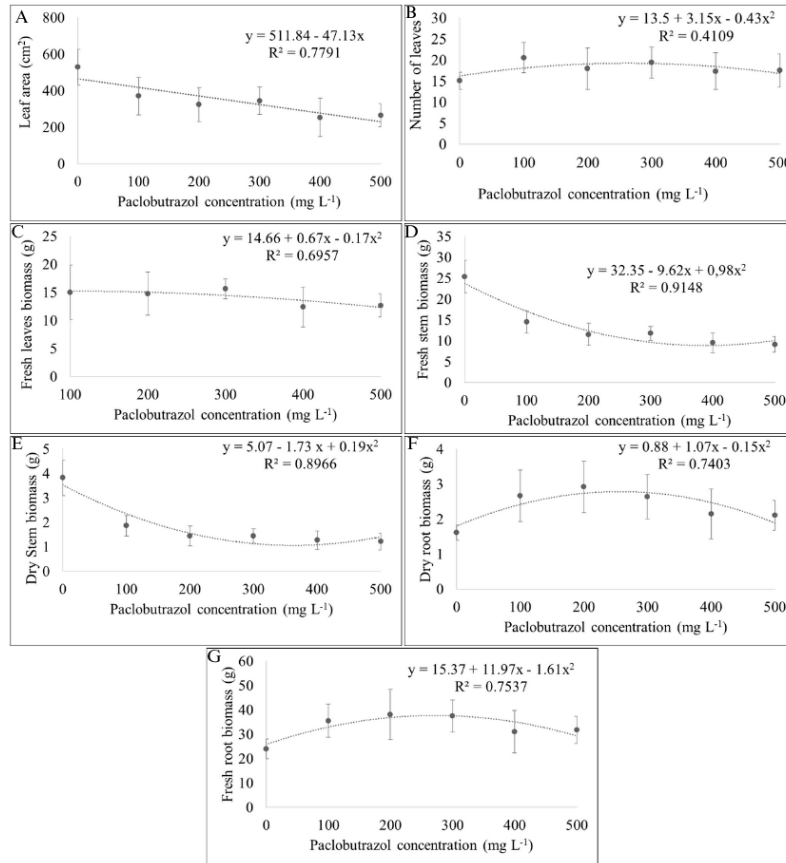 A
800
600
400
200
0
Leaf area (cm²)
y = 511.84 - 47.13x
R² = 0.7791
0 100 200 300 400 500
Paclobutrazol concentration (mg L⁻¹)
B
40
35
30
25
20
15
10
5
0
Number of leaves
y = 13.5 + 3.15x - 0.43x²
R² = 0.4109
0 100 200 300 400 500
Paclobutrazol concentration (mg L⁻¹)
C
25
20
15
10
5
0
Fresh leaves biomass (g)
y = 14.66 + 0.67x - 0.17x²
R² = 0.6957
100 200 300 400 500
Paclobutrazol concentration (mg L⁻¹)
D
35
30
25
20
15
10
5
0
Fresh stem biomass (g)
y = 32.35 - 9.62x + 0,98x²
R² = 0.9148
0 100 200 300 400 500
Paclobutrazol concentration (mg L⁻¹)
E
5
4
3
2
1
0
Dry Stem biomass (g)
y = 5.07 - 1.73 x + 0.19x²
R² = 0.8966
0 100 200 300 400 500
Paclobutrazol concentration (mg L⁻¹)
F
4
3
2
1
0
Dry root biomass (g)
y = 0.88 + 1.07x - 0.15x²
R² = 0.7403
0 100 200 300 400 500
Paclobutrazol concentration (mg L⁻¹)
G
60
50
40
30
20
10
0
Fresh root biomass (g)
y = 15.37 + 11.97x - 1.61x²
R² = 0.7537
0 100 200 300 400 500
Paclobutrazol concentration (mg L⁻¹)